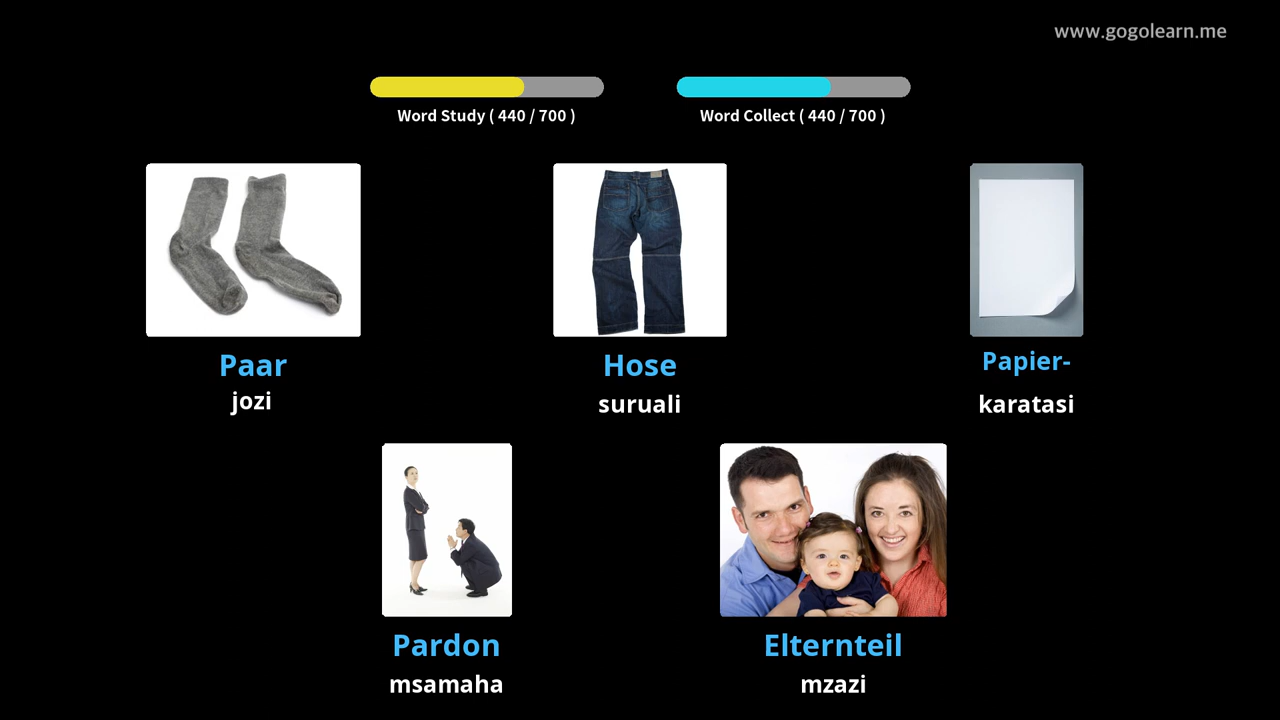 www.gogolearn.me
Word Study ( 440 / 700 )
Word Collect ( 440 / 700 )
Paar
jozi
Hose
suruali
Papier-
karatasi
Pardon
msamaha
Elternteil
mzazi